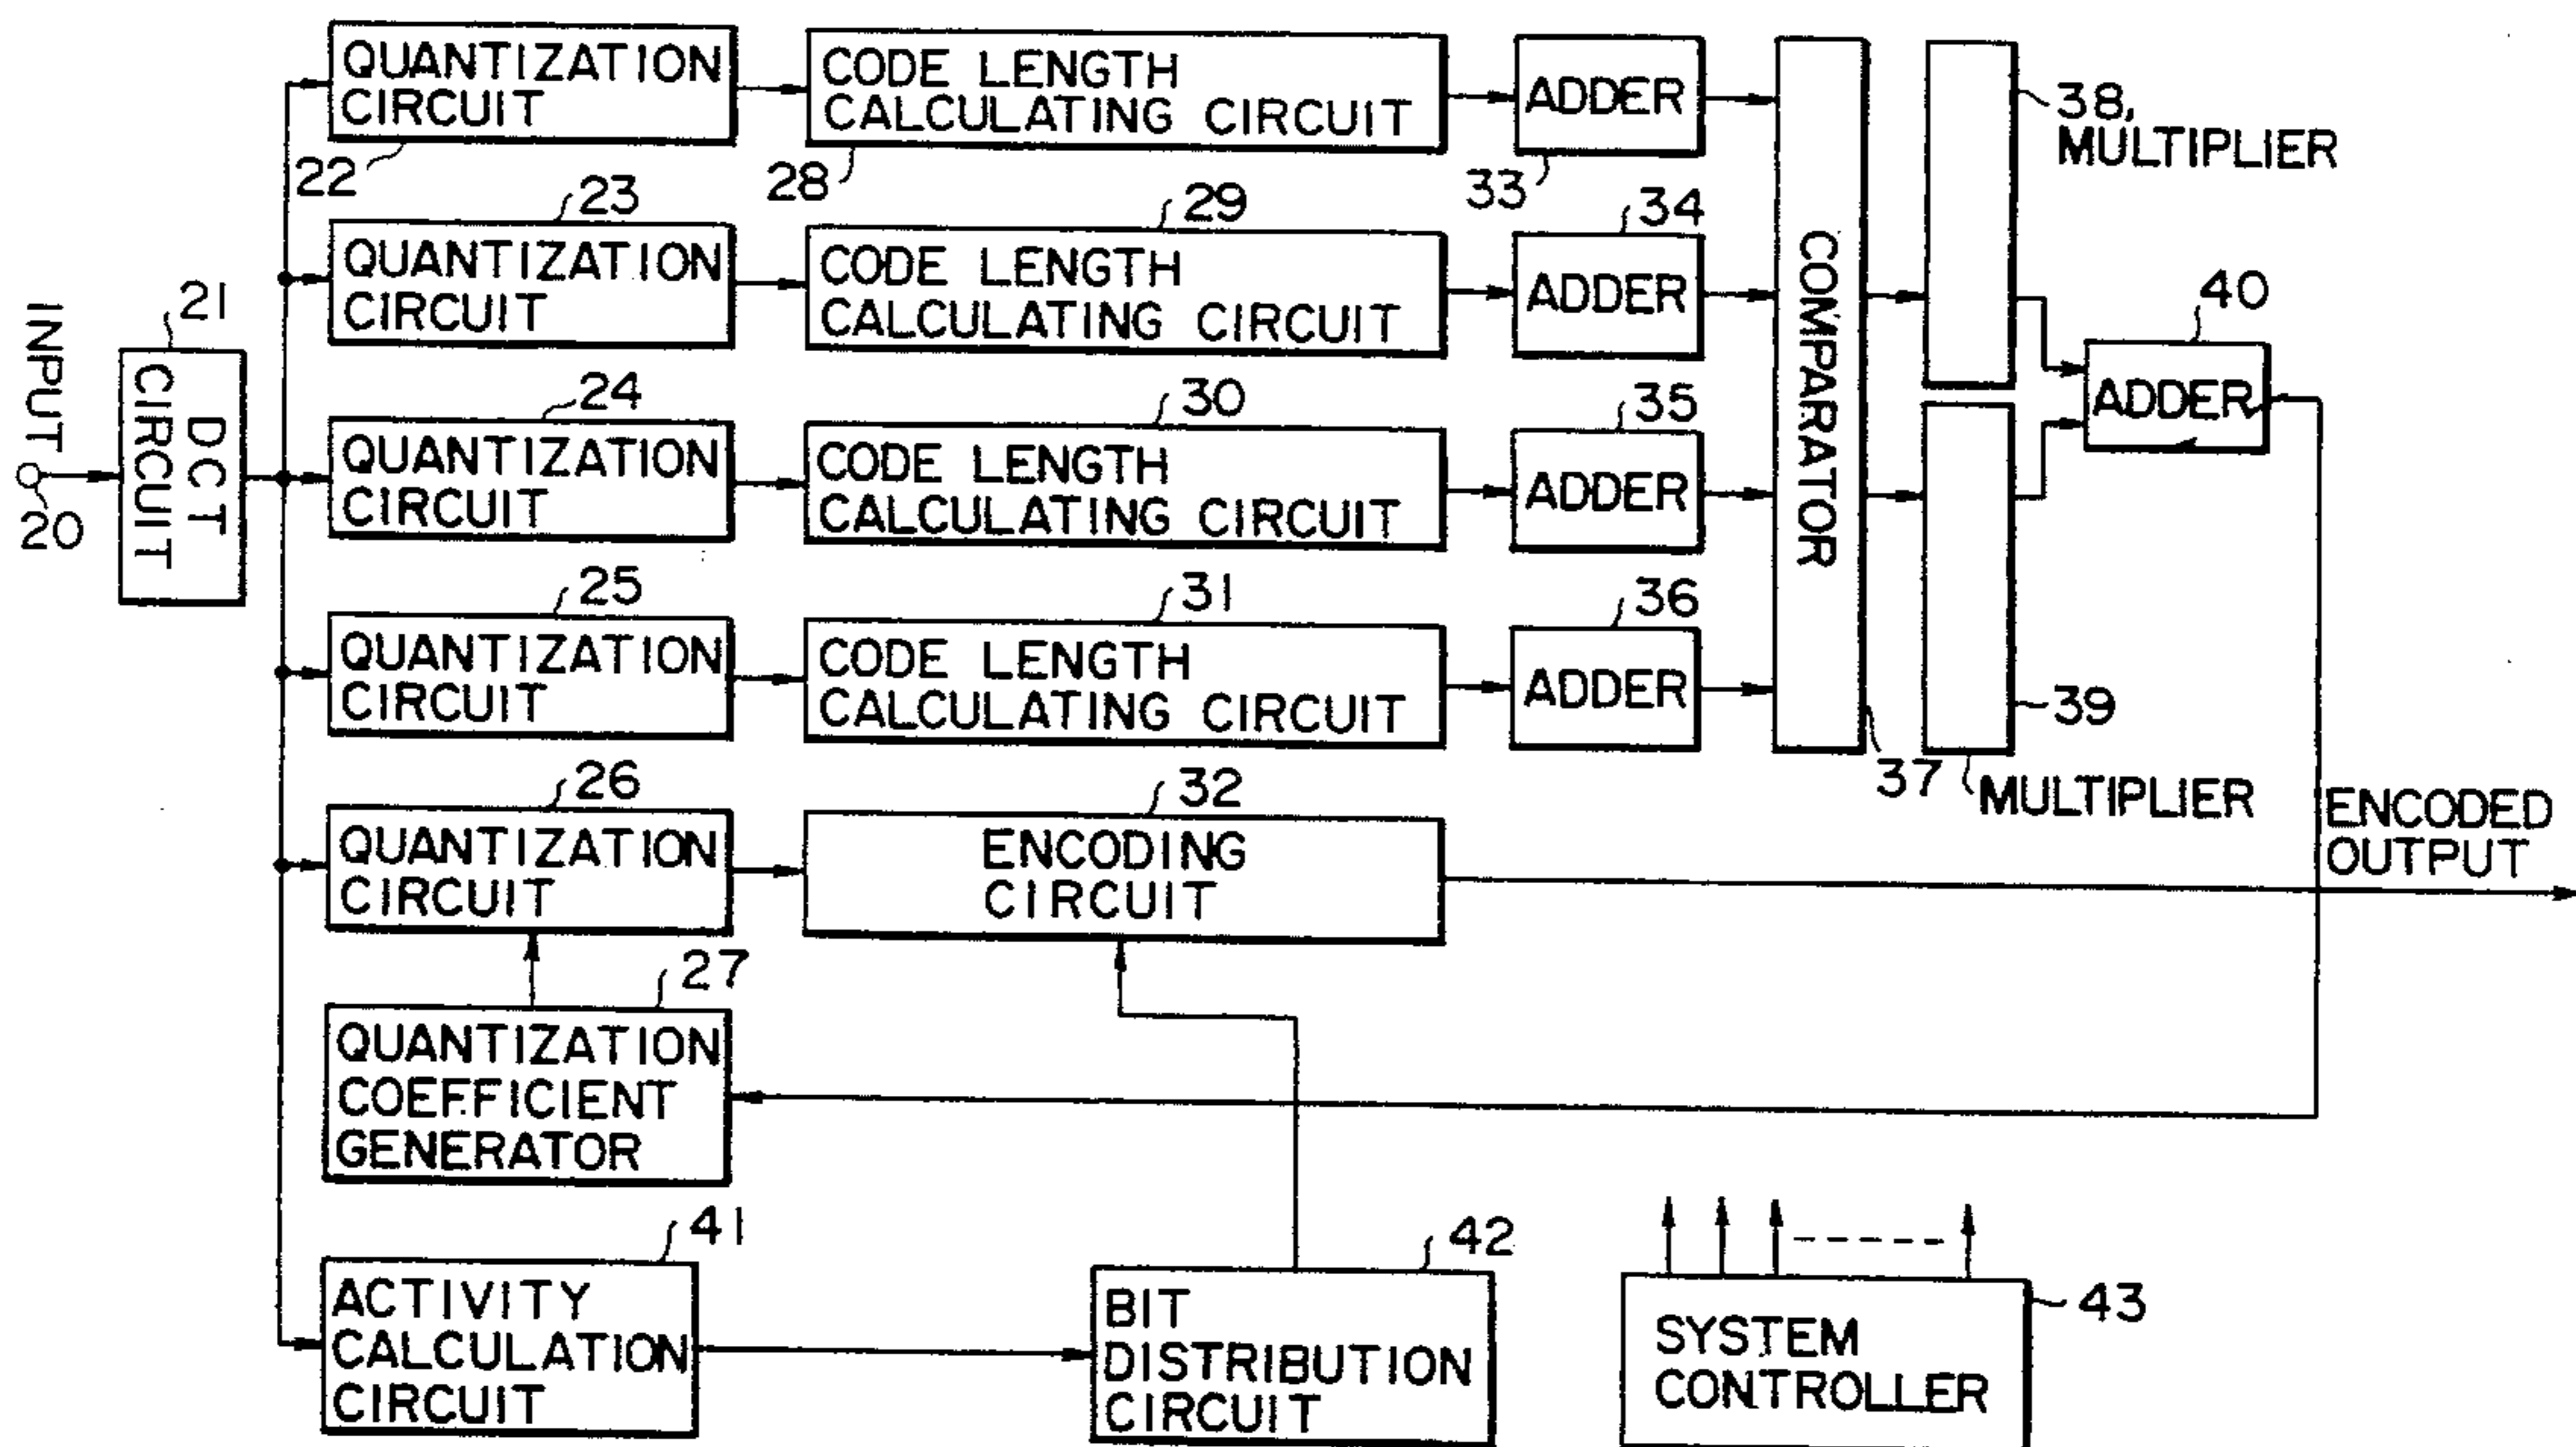 INPUT
20
21
DCT
CIRCUIT
QUANTIZATION
CIRCUIT
22
CODE LENGTH
CALCULATING CIRCUIT
28
ADDER
33
38,
MULTIPLIER
23
QUANTIZATION
CIRCUIT
29
CODE LENGTH
CALCULATING CIRCUIT
34
ADDER
COMPARATOR
37
40
ADDER
24
QUANTIZATION
CIRCUIT
30
CODE LENGTH
CALCULATING CIRCUIT
35
ADDER
39
MULTIPLIER
25
QUANTIZATION
CIRCUIT
31
CODE LENGTH
CALCULATING CIRCUIT
36
ADDER
26
QUANTIZATION
CIRCUIT
32
ENCODING
CIRCUIT
ENCODED
OUTPUT
27
QUANTIZATION
COEFFICIENT
GENERATOR
41
ACTIVITY
CALCULATION
CIRCUIT
42
BIT
DISTRIBUTION
CIRCUIT
43
SYSTEM
CONTROLLER